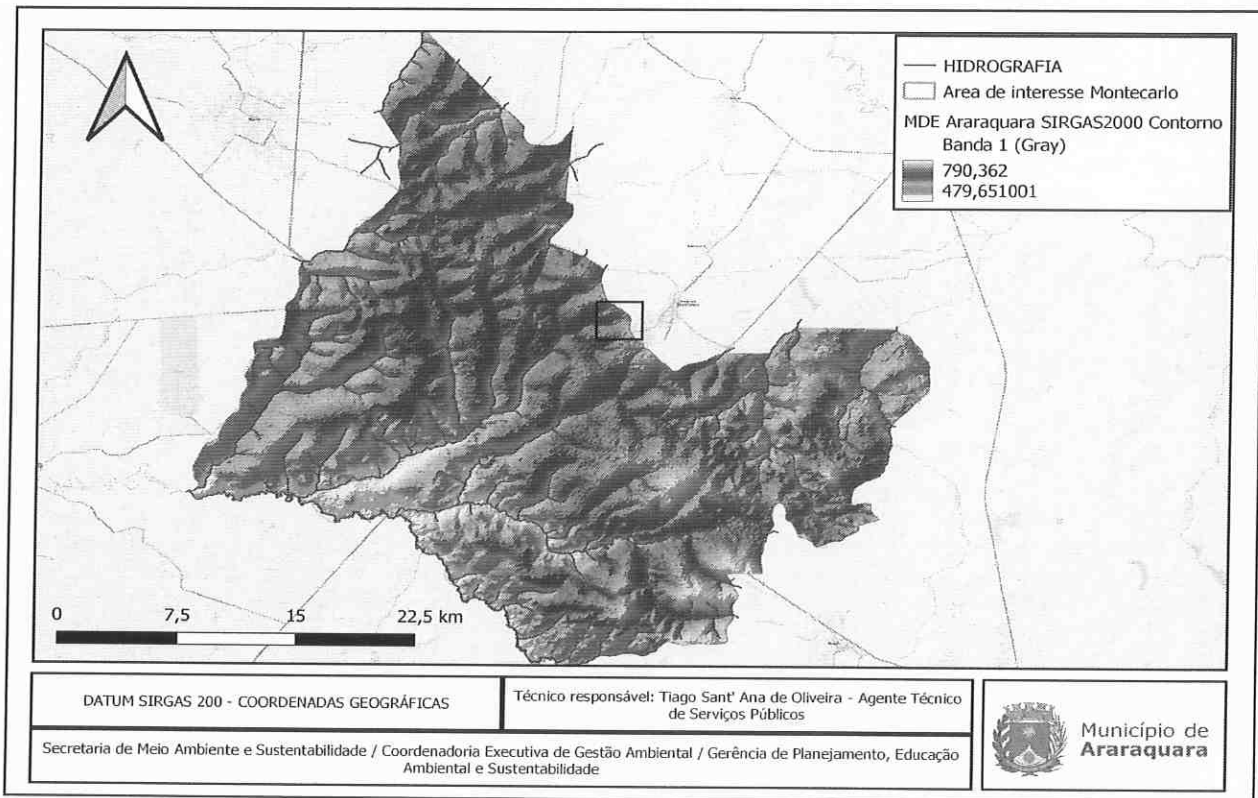 HIDROGRAFIA
Area de interesse Montecarlo
MDE Araraquara SIRGAS2000 Contorno
Banda 1 (Gray)
790,362
479,651001
0 7,5 15 22,5 km
DATUM SIRGAS 200 - COORDENADAS GEOGRÁFICAS
Técnico responsável: Tiago Sant' Ana de Oliveira - Agente Técnico
de Serviços Públicos
Secretaria de Meio Ambiente e Sustentabilidade / Coordenadoria Executiva de Gestão Ambiental / Gerência de Planejamento, Educação
Ambiental e Sustentabilidade
Município de
Araraquara